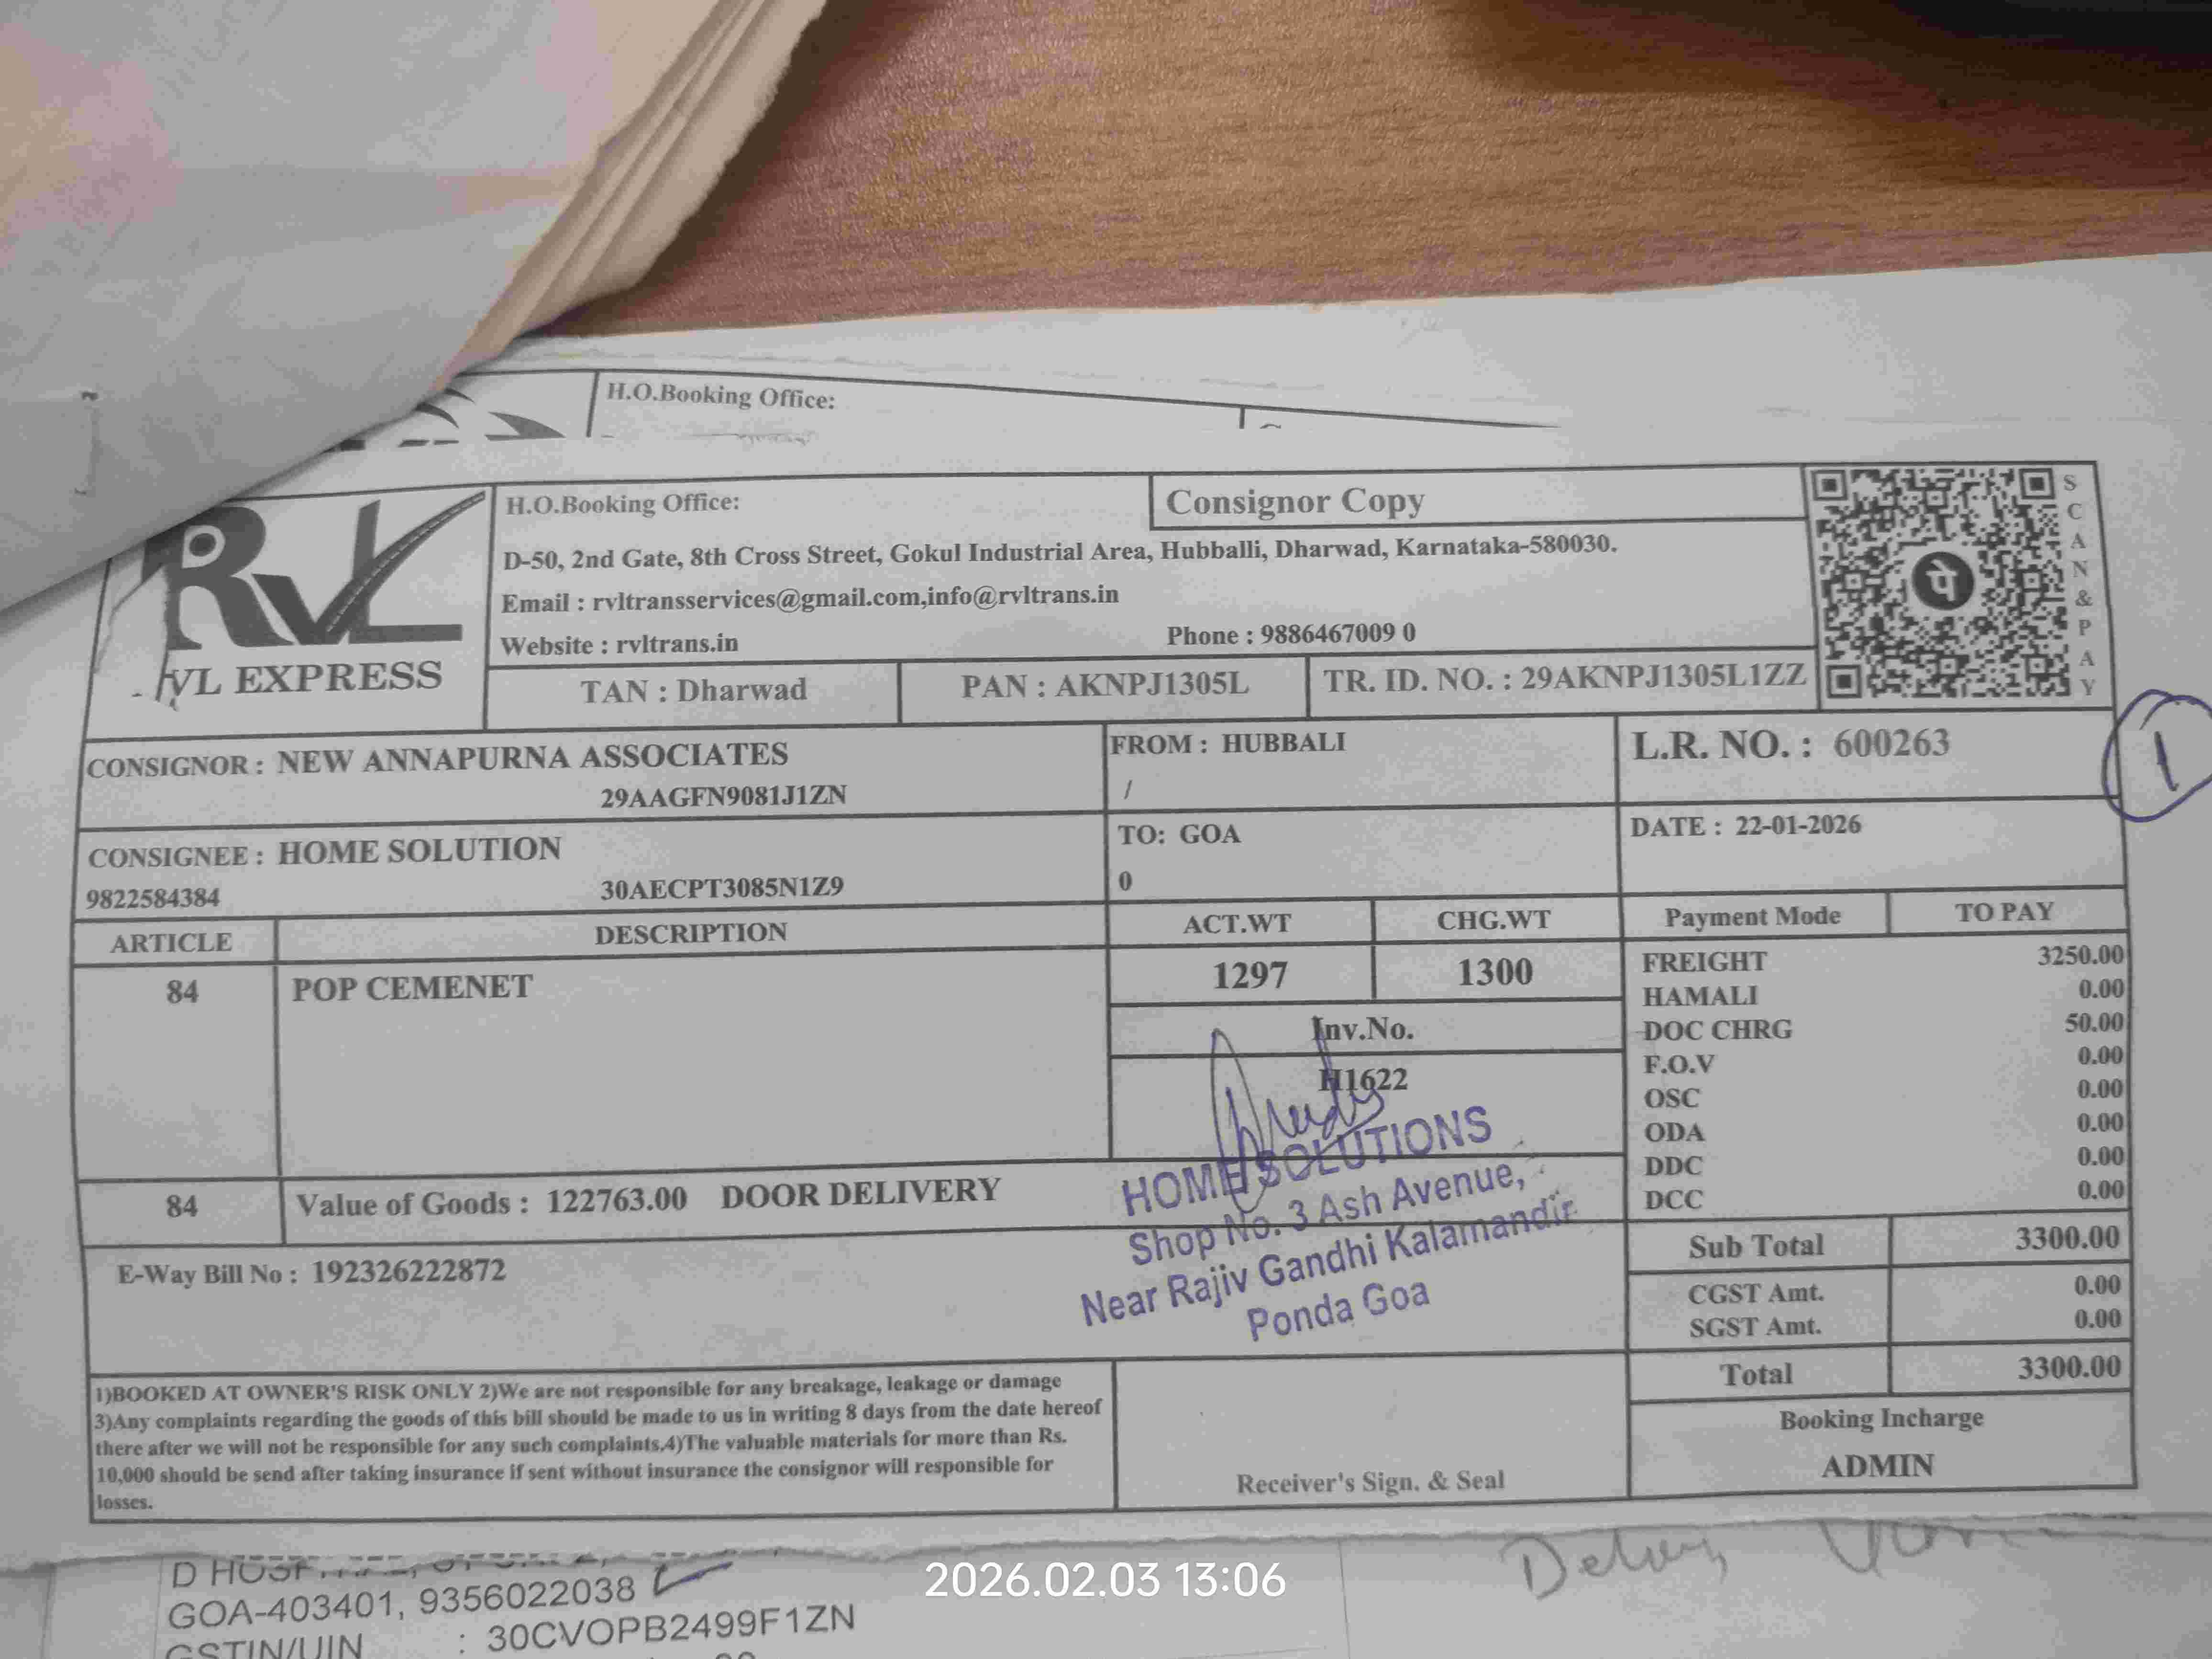 H.O.Booking Office:
RVL
VL EXPRESS
H.O.Booking Office:
Consignor Copy
D-50, 2nd Gate, 8th Cross Street, Gokul Industrial Area, Hubballi, Dharwad, Karnataka-580030.
Email : rvltransservices@gmail.com,info@rvltrans.in
Website : rvltrans.in
Phone : 9886467009 0
TAN : Dharwad
PAN : AKNPJ1305L
TR. ID. NO. : 29AKNPJ1305L1ZZ
पे
SCAN & PAY
1
CONSIGNOR : NEW ANNAPURNA ASSOCIATES
29AAGFN9081J1ZN
FROM : HUBBALI
/
L.R. NO. : 600263
CONSIGNEE : HOME SOLUTION
9822584384 30AECPT3085N1Z9
TO: GOA
0
DATE : 22-01-2026
ARTICLE DESCRIPTION ACT.WT CHG.WT Payment Mode TO PAY
84 POP CEMENET 1297 1300
Inv.No.
H1622
FREIGHT 3250.00
HAMALI 0.00
DOC CHRG 50.00
F.O.V 0.00
OSC 0.00
ODA 0.00
DDC 0.00
DCC 0.00
84 Value of Goods : 122763.00 DOOR DELIVERY
HOME SOLUTIONS
Shop No. 3 Ash Avenue,
Near Rajiv Gandhi Kalamandir
Ponda Goa
E-Way Bill No : 192326222872
Sub Total 3300.00
CGST Amt. 0.00
SGST Amt. 0.00
Total 3300.00
Booking Incharge
ADMIN
1)BOOKED AT OWNER'S RISK ONLY 2)We are not responsible for any breakage, leakage or damage
3)Any complaints regarding the goods of this bill should be made to us in writing 8 days from the date hereof
there after we will not be responsible for any such complaints,4)The valuable materials for more than Rs.
10,000 should be send after taking insurance if sent without insurance the consignor will responsible for
losses.
Receiver's Sign. & Seal
GOA-403401, 9356022038
GSTIN/UIN : 30CVOPB2499F1ZN
2026.02.03 13:06